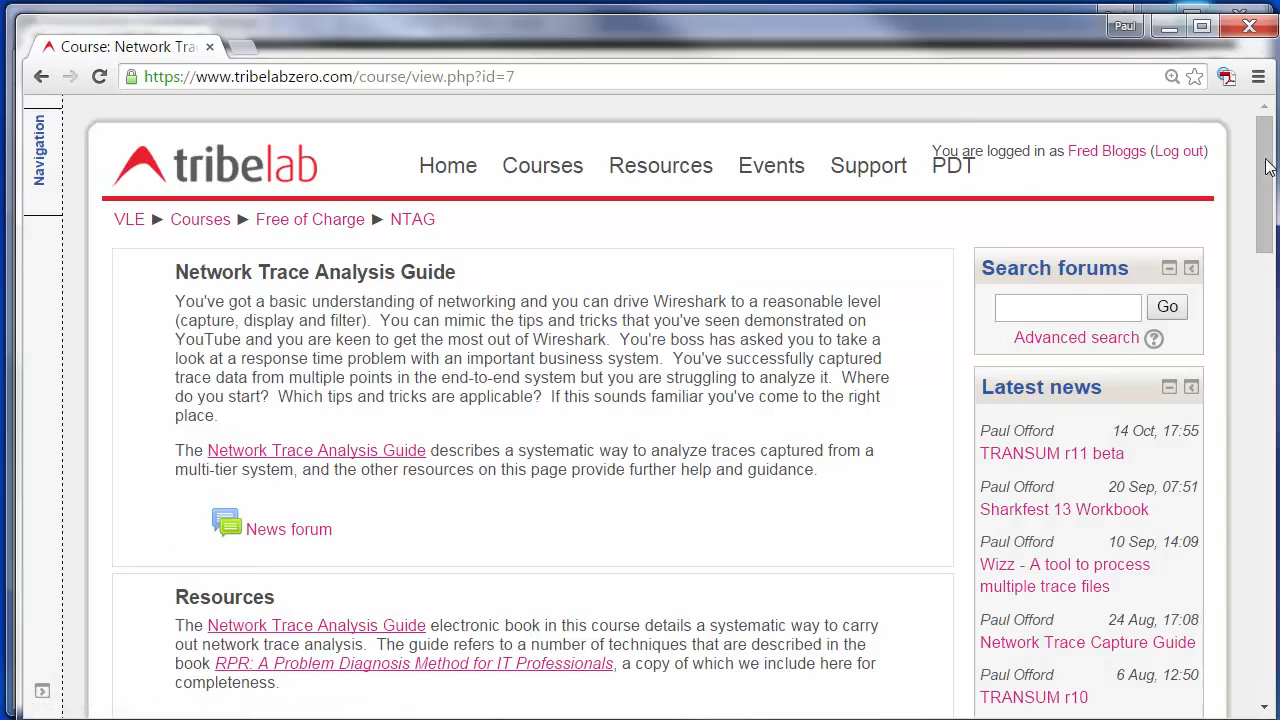 Paul
Course: Network Tra
https://www.tribelabzero.com/course/view.php?id=7
Navigation
tribelab
Home Courses Resources Events Support PDT
You are logged in as Fred Bloggs (Log out)
VLE ► Courses ► Free of Charge ► NTAG
Network Trace Analysis Guide
You've got a basic understanding of networking and you can drive Wireshark to a reasonable level
(capture, display and filter). You can mimic the tips and tricks that you've seen demonstrated on
YouTube and you are keen to get the most out of Wireshark. You're boss has asked you to take a
look at a response time problem with an important business system. You've successfully captured
trace data from multiple points in the end-to-end system but you are struggling to analyze it. Where
do you start? Which tips and tricks are applicable? If this sounds familiar you've come to the right
place.
The Network Trace Analysis Guide describes a systematic way to analyze traces captured from a
multi-tier system, and the other resources on this page provide further help and guidance.
News forum
Resources
The Network Trace Analysis Guide electronic book in this course details a systematic way to carry
out network trace analysis. The guide refers to a number of techniques that are described in the
book RPR: A Problem Diagnosis Method for IT Professionals, a copy of which we include here for
completeness.
Search forums
Go
Advanced search ?
Latest news
Paul Offord 14 Oct, 17:55
TRANSUM r11 beta
Paul Offord 20 Sep, 07:51
Sharkfest 13 Workbook
Paul Offord 10 Sep, 14:09
Wizz - A tool to process
multiple trace files
Paul Offord 24 Aug, 17:08
Network Trace Capture Guide
Paul Offord 6 Aug, 12:50
TRANSUM r10